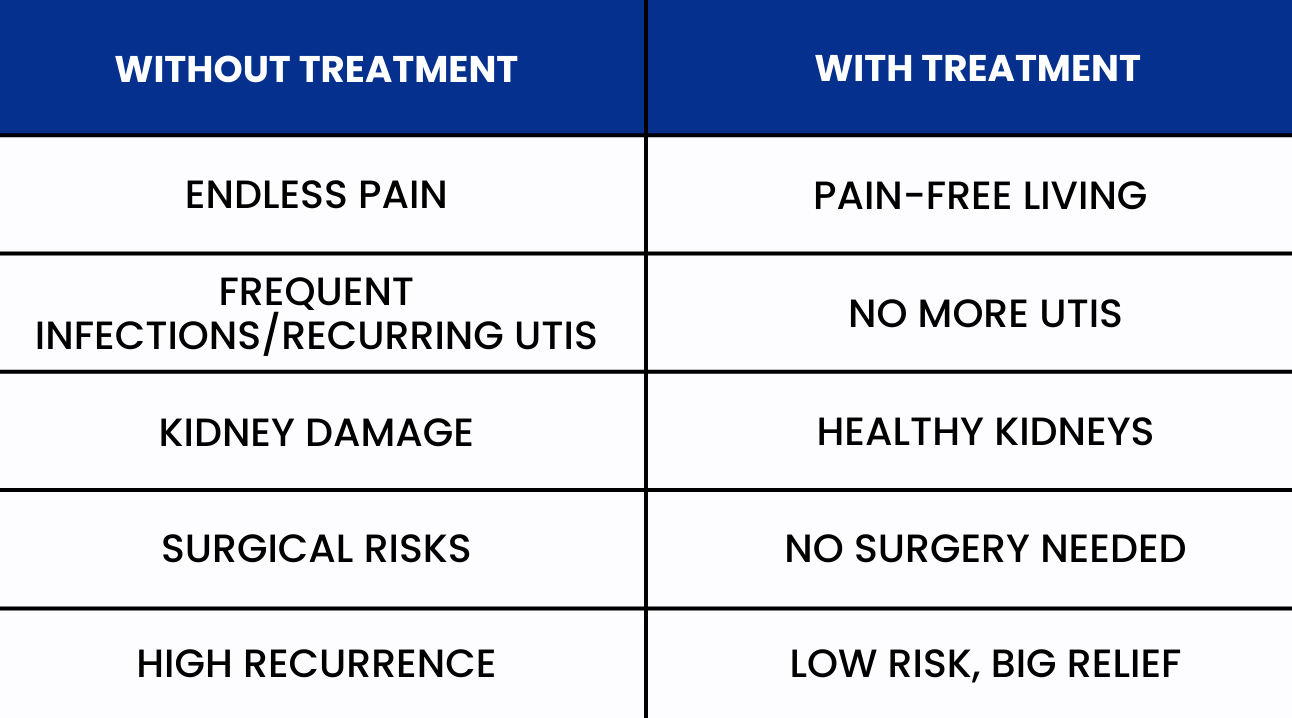 WITHOUT TREATMENT
WITH TREATMENT
ENDLESS PAIN
PAIN-FREE LIVING
FREQUENT
INFECTIONS/RECURRING UTIS
NO MORE UTIS
KIDNEY DAMAGE
HEALTHY KIDNEYS
SURGICAL RISKS
NO SURGERY NEEDED
HIGH RECURRENCE
LOW RISK, BIG RELIEF